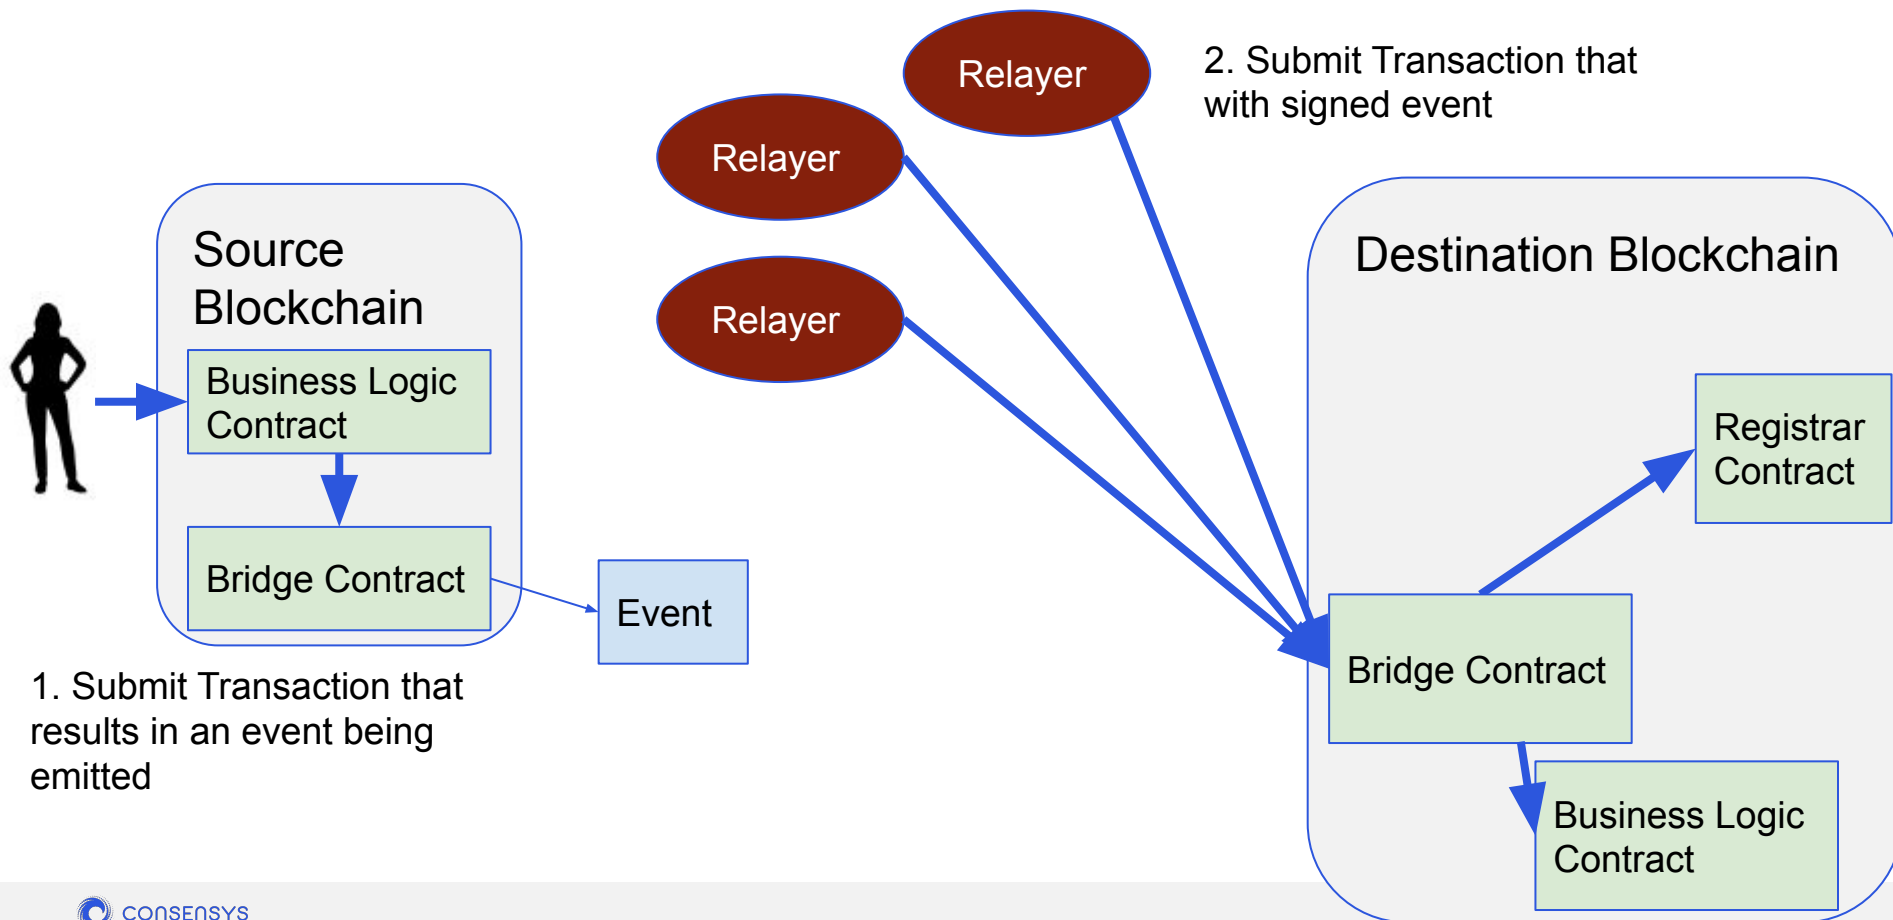 Relayer
2. Submit Transaction that
with signed event
Relayer
Relayer
Source
Blockchain
Business Logic
Contract
Bridge Contract
Event
1. Submit Transaction that
results in an event being
emitted
Destination Blockchain
Registrar
Contract
Bridge Contract
Business Logic
Contract
CONSENSYS